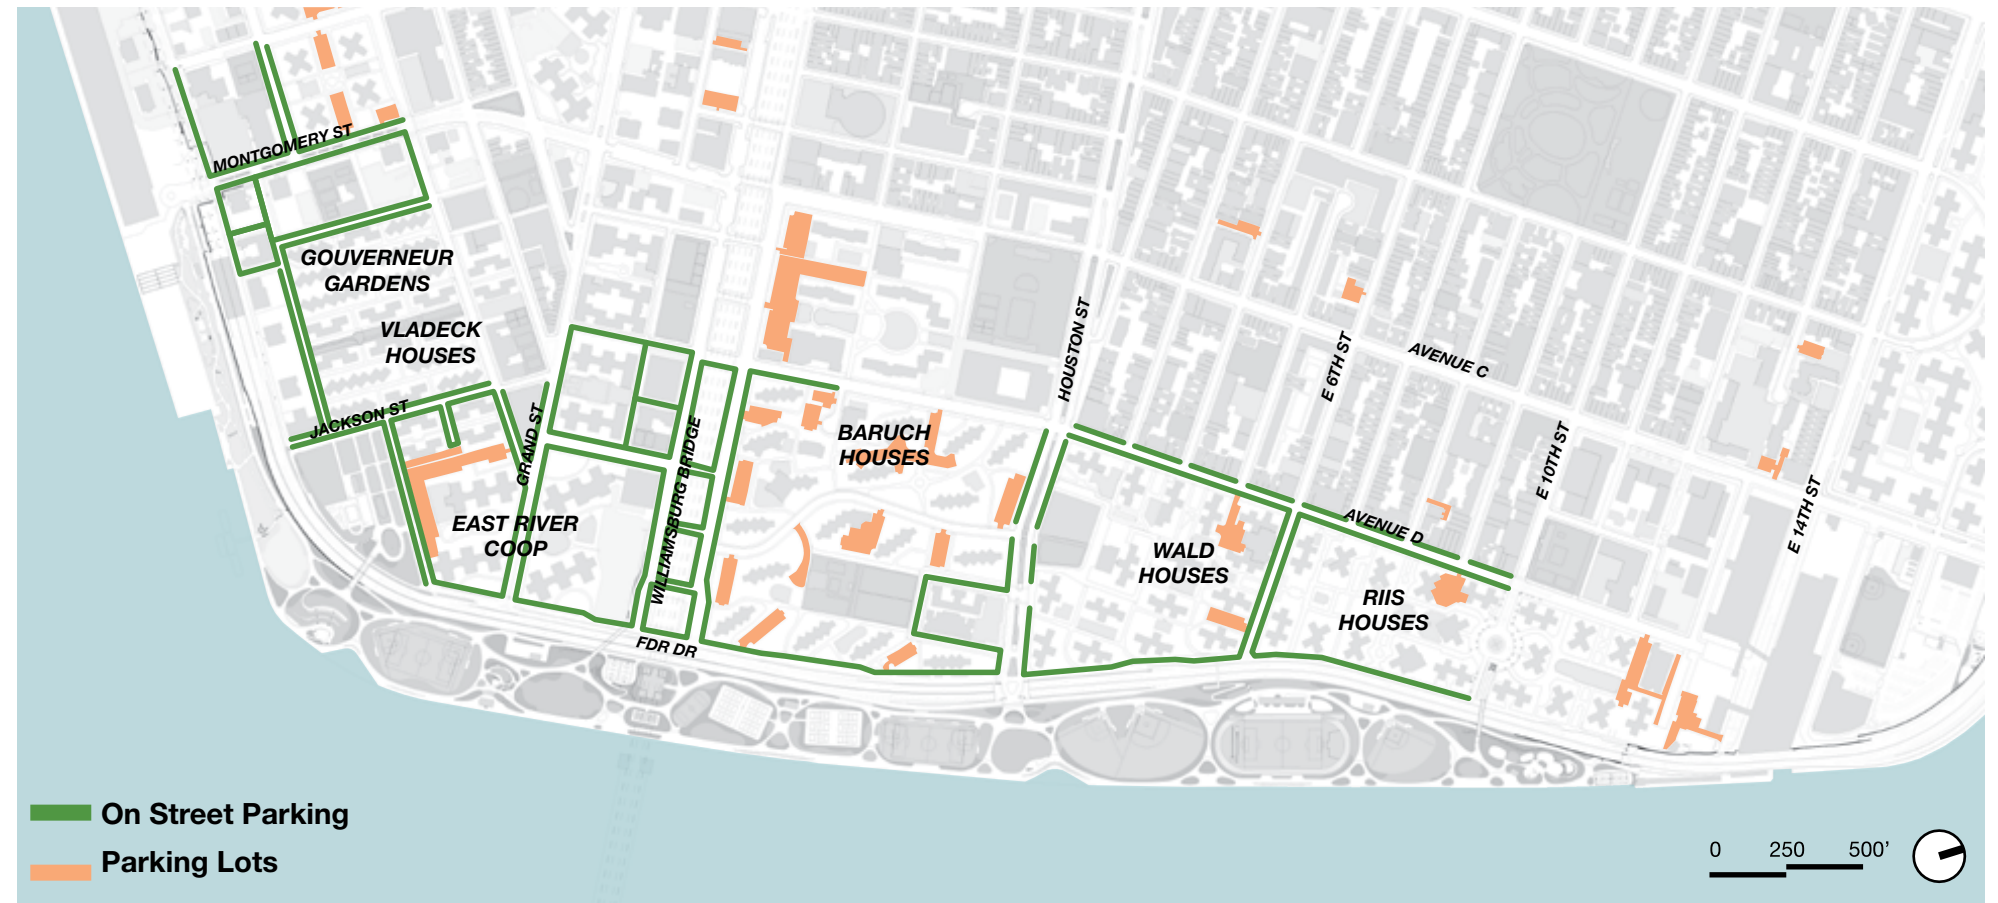 MONTGOMERY ST
GOUVERNEUR
GARDENS
VLADECK
HOUSES
JACKSON ST
GRAND ST
EAST RIVER
COOP
WILLIAMSBURG BRIDGE
FDR DR
BARUCH
HOUSES
HOUSTON ST
WALD
HOUSES
E 6TH ST
AVENUE C
AVENUE D
RIIS
HOUSES
E 10TH ST
E 14TH ST
On Street Parking
Parking Lots
0 250 500'